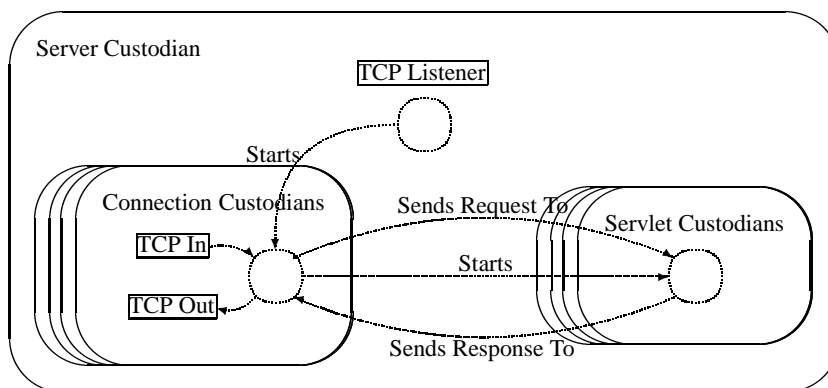 Server Custodian
TCP Listener
Starts
Connection Custodians
Sends Request To
Servlet Custodians
TCP In
Starts
TCP Out
Sends Response To